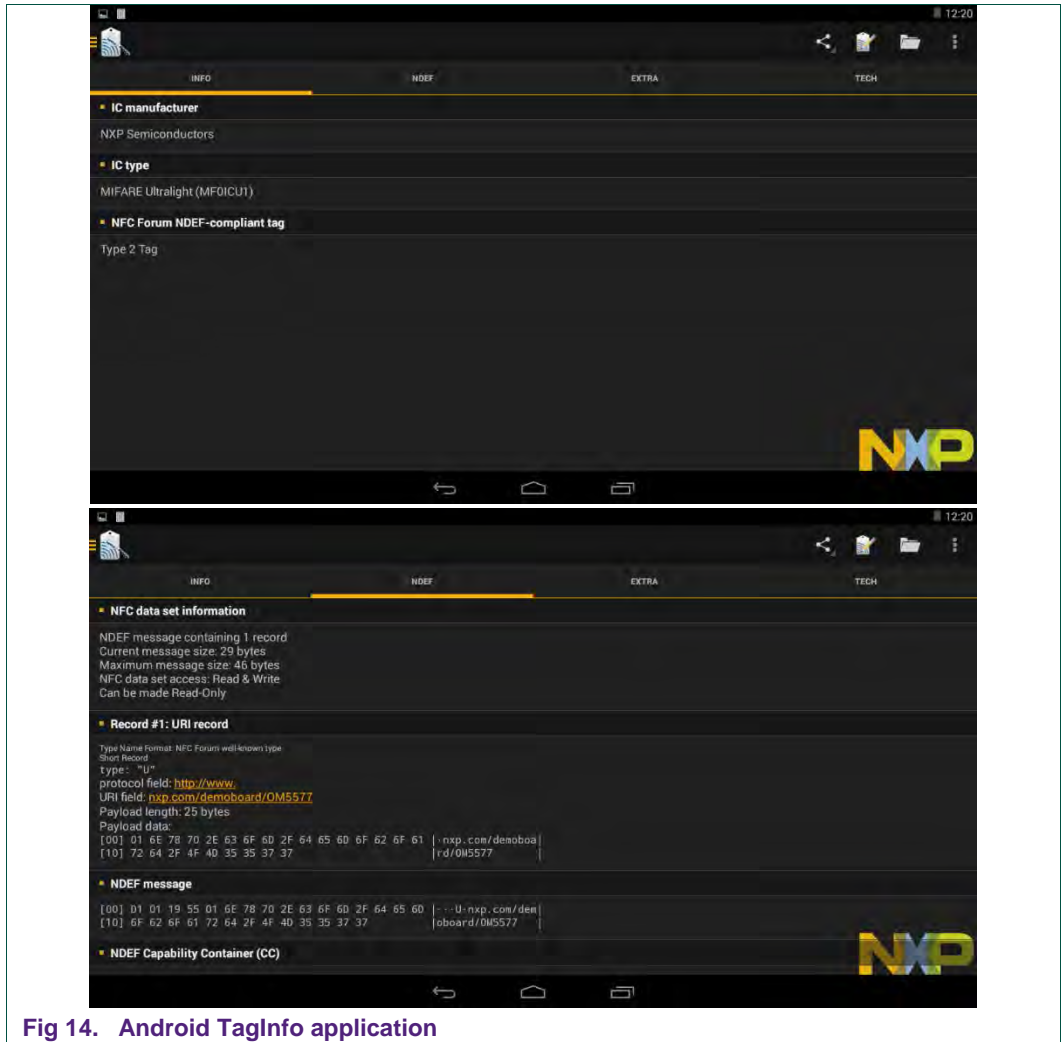 12:20
INFO NDEF EXTRA TECH
IC manufacturer
NXP Semiconductors
IC type
MIFARE Ultralight (MF0ICU1)
NFC Forum NDEF-compliant tag
Type 2 Tag
NXP
12:20
INFO NDEF EXTRA TECH
NFC data set information
NDEF message containing 1 record
Current message size: 29 bytes
Maximum message size: 46 bytes
NFC data set access: Read & Write
Can be made Read-Only
Record #1: URI record
Type Name Format: NFC Forum well-known type
Short Record
type: "U"
protocol field: http://www.
URI field: nxp.com/demoboard/OM5577
Payload length: 25 bytes
Payload data:
[00] 01 6E 78 70 2E 63 6F 6D 2F 64 65 6D 6F 62 6F 61 |·nxp.com/demoboa|
[10] 72 64 2F 4F 4D 35 35 37 37 |rd/OM5577 |
NDEF message
[00] D1 01 19 55 01 6E 78 70 2E 63 6F 6D 2F 64 65 6D |···U·nxp.com/dem|
[10] 6F 62 6F 61 72 64 2F 4F 4D 35 35 37 37 |oboard/OM5577 |
NDEF Capability Container (CC)
NXP
Fig 14. Android TagInfo application